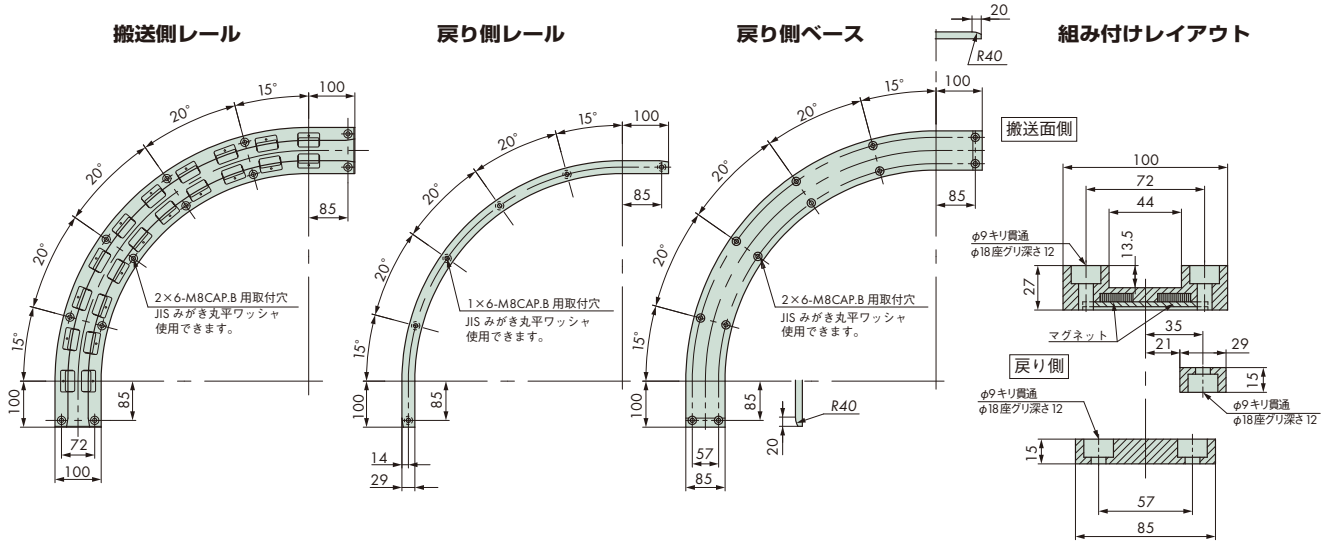 搬送側レール
戻り側レール
戻り側ベース
組み付けレイアウト
15°
100
20°
20°
20°
15°
85
100
85
2×6-M8CAP.B 用取付穴
JIS みがき丸平ワッシャ
使用できます。
72
100
15°
100
20°
20°
20°
15°
85
100
85
1×6-M8CAP.B 用取付穴
JIS みがき丸平ワッシャ
使用できます。
14
29
20
R40
15°
100
20°
20°
20°
15°
85
100
85
2×6-M8CAP.B 用取付穴
JIS みがき丸平ワッシャ
使用できます。
R40
20
57
85
搬送面側
100
72
44
13.5
φ9キリ貫通
φ18座グリ深さ12
27
マグネット
35
21
29
戻り側
15
φ9キリ貫通
φ18座グリ深さ12
φ9キリ貫通
φ18座グリ深さ12
15
57
85